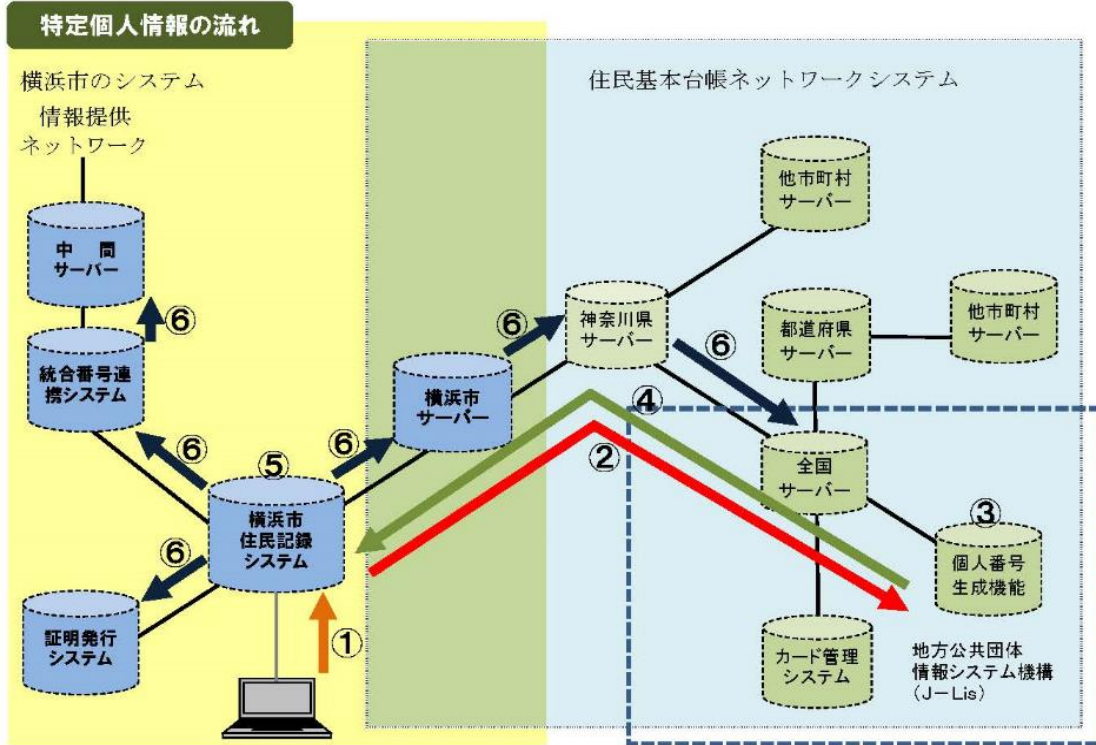 特定個人情報の流れ
横浜市のシステム
情報提供
ネットワーク
住民基本台帳ネットワークシステム
他市町村
サーバー
中　間
サーバー
⑥
⑥
神奈川県
サーバー
⑥
都道府県
サーバー
他市町村
サーバー
統合番号連
携システム
横浜市
サーバー
④
⑥
⑤
⑥
②
全国
サーバー
③
横浜市
住民記録
システム
個人番号
生成機能
⑥
証明発行
システム
①
カード管理
システム
地方公共団体
情報システム機構
(J－Lis)